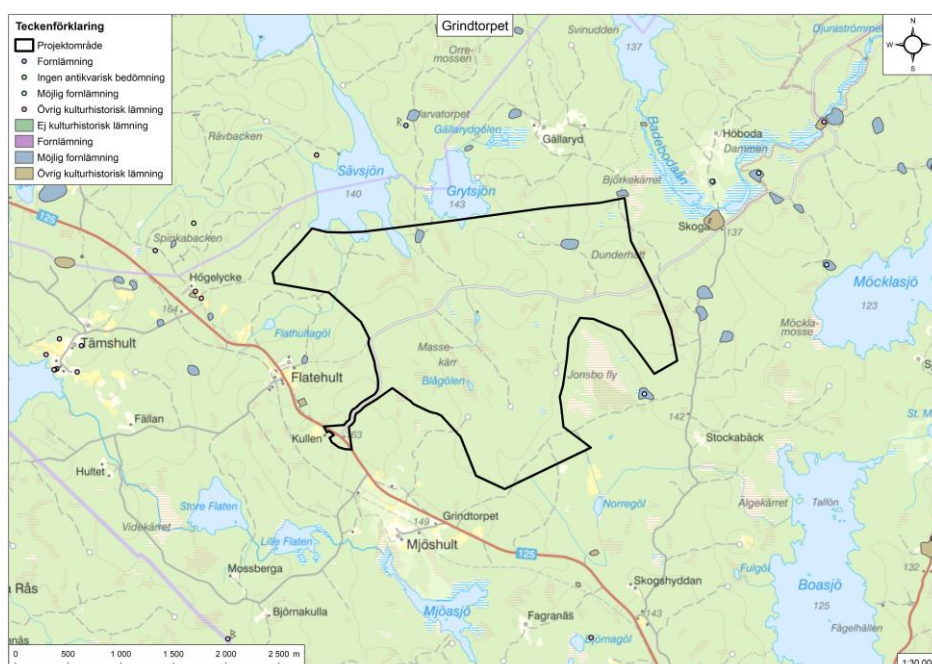 Teckenförklaring
Projektområde
Fornlämning
Ingen antikvarisk bedömning
Möjlig fornlämning
Övrig kulturhistorisk lämning
Ej kulturhistorisk lämning
Fornlämning
Möjlig fornlämning
Övrig kulturhistorisk lämning
Grindtorpet
N
W
E
S
Svinudden
137
Orre-
mossen
Harvatorpet
Gällarydgölen
Gällaryd
Rävbacken
Sävsjön
140
Grytsjön
143
Badebodaån
Höboda
Dammen
Björkekärret
Skoga
137
125
Spinkabacken
Högelycke
164
Dunderhult
Möcklasjö
123
Möckla-
mosse
Flathultagöl
Tämshult
Masse-
kärr
Blågölen
Jonsbo fly
Flatehult
142
St. M
Fällan
Kullen
Stockabäck
Hultet
Store Flaten
Norregöl
Älgekärret
Tallön
Videkärret
149
Grindtorpet
Lille Flaten
Mjöshult
125
Mossberga
Fulgöl
Boasjö
125
132
Skogshyddan
Rås
Björnakulla
Mjöasjö
Fagranäs
143
Fågelhällen
Björnagöl
0
500
1 000
1 500
2 000
2 500 m